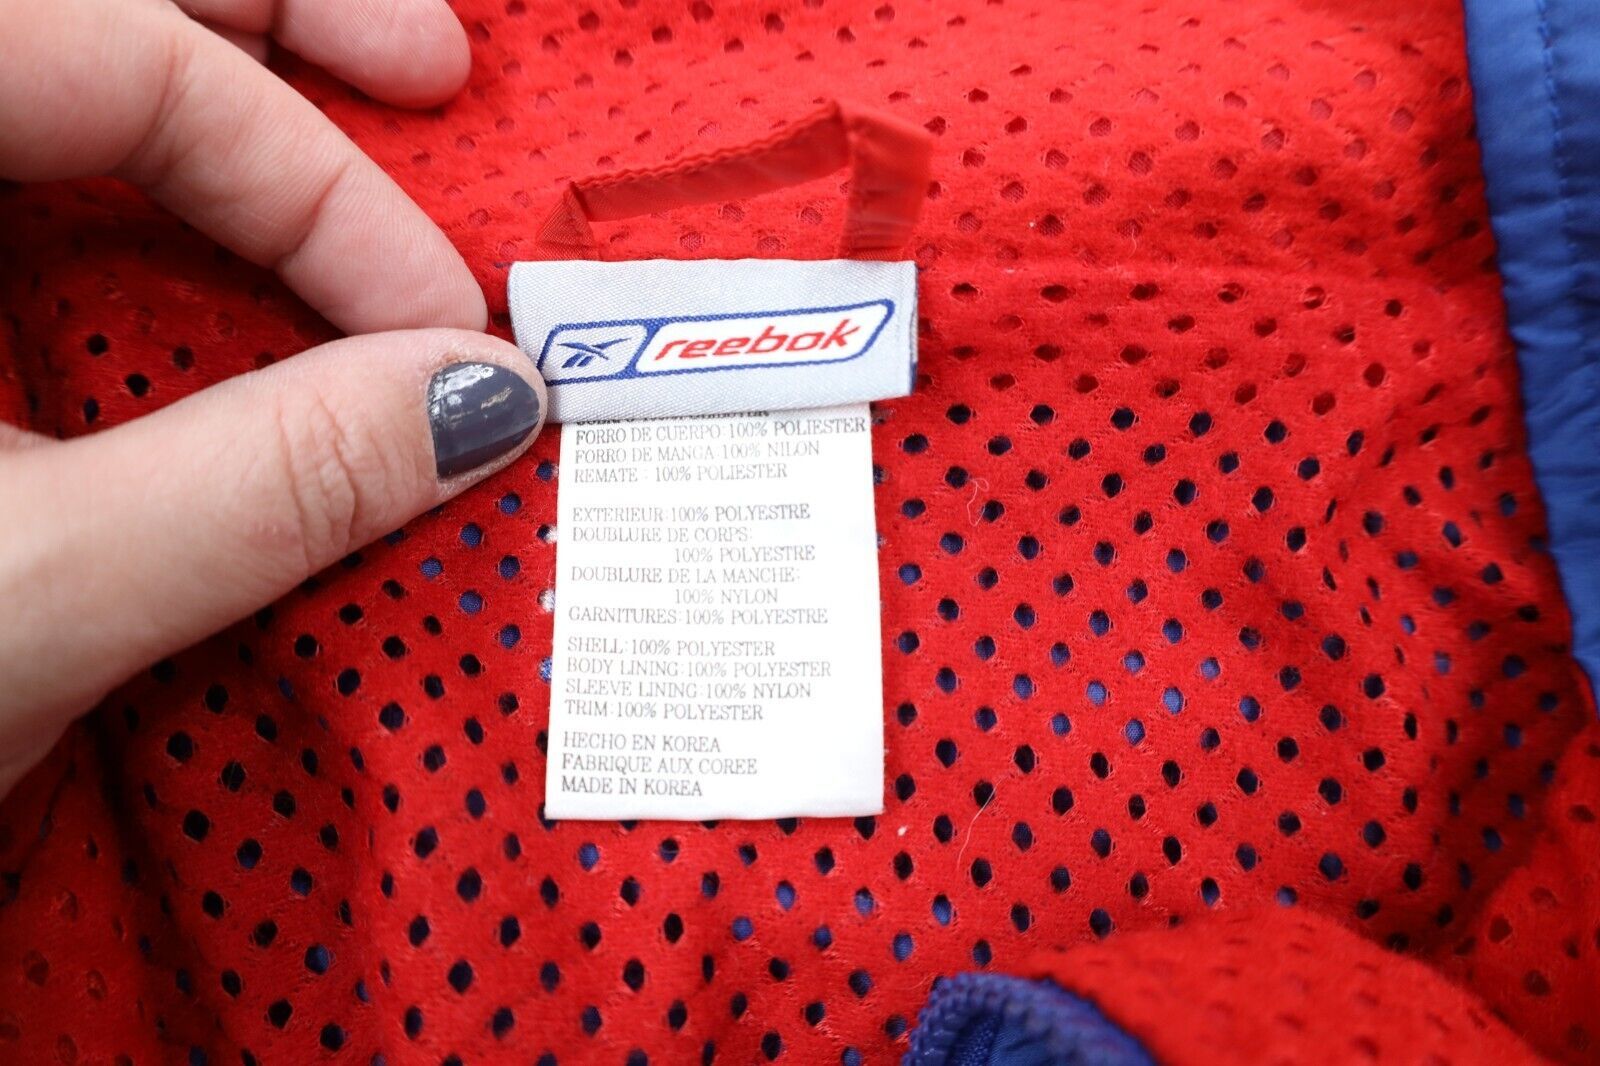 reebok
FORRO DE CUERPO:100% POLIESTER
FORRO DE MANGA:100% NILON
REMATE : 100% POLIESTER
EXTERIEUR:100% POLYESTRE
DOUBLURE DE CORPS:
100% POLYESTRE
DOUBLURE DE LA MANCHE:
100% NYLON
GARNITURES:100% POLYESTRE
SHELL:100% POLYESTER
BODY LINING:100% POLYESTER
SLEEVE LINING:100% NYLON
TRIM:100% POLYESTER
HECHO EN KOREA
FABRIQUE AUX COREE
MADE IN KOREA